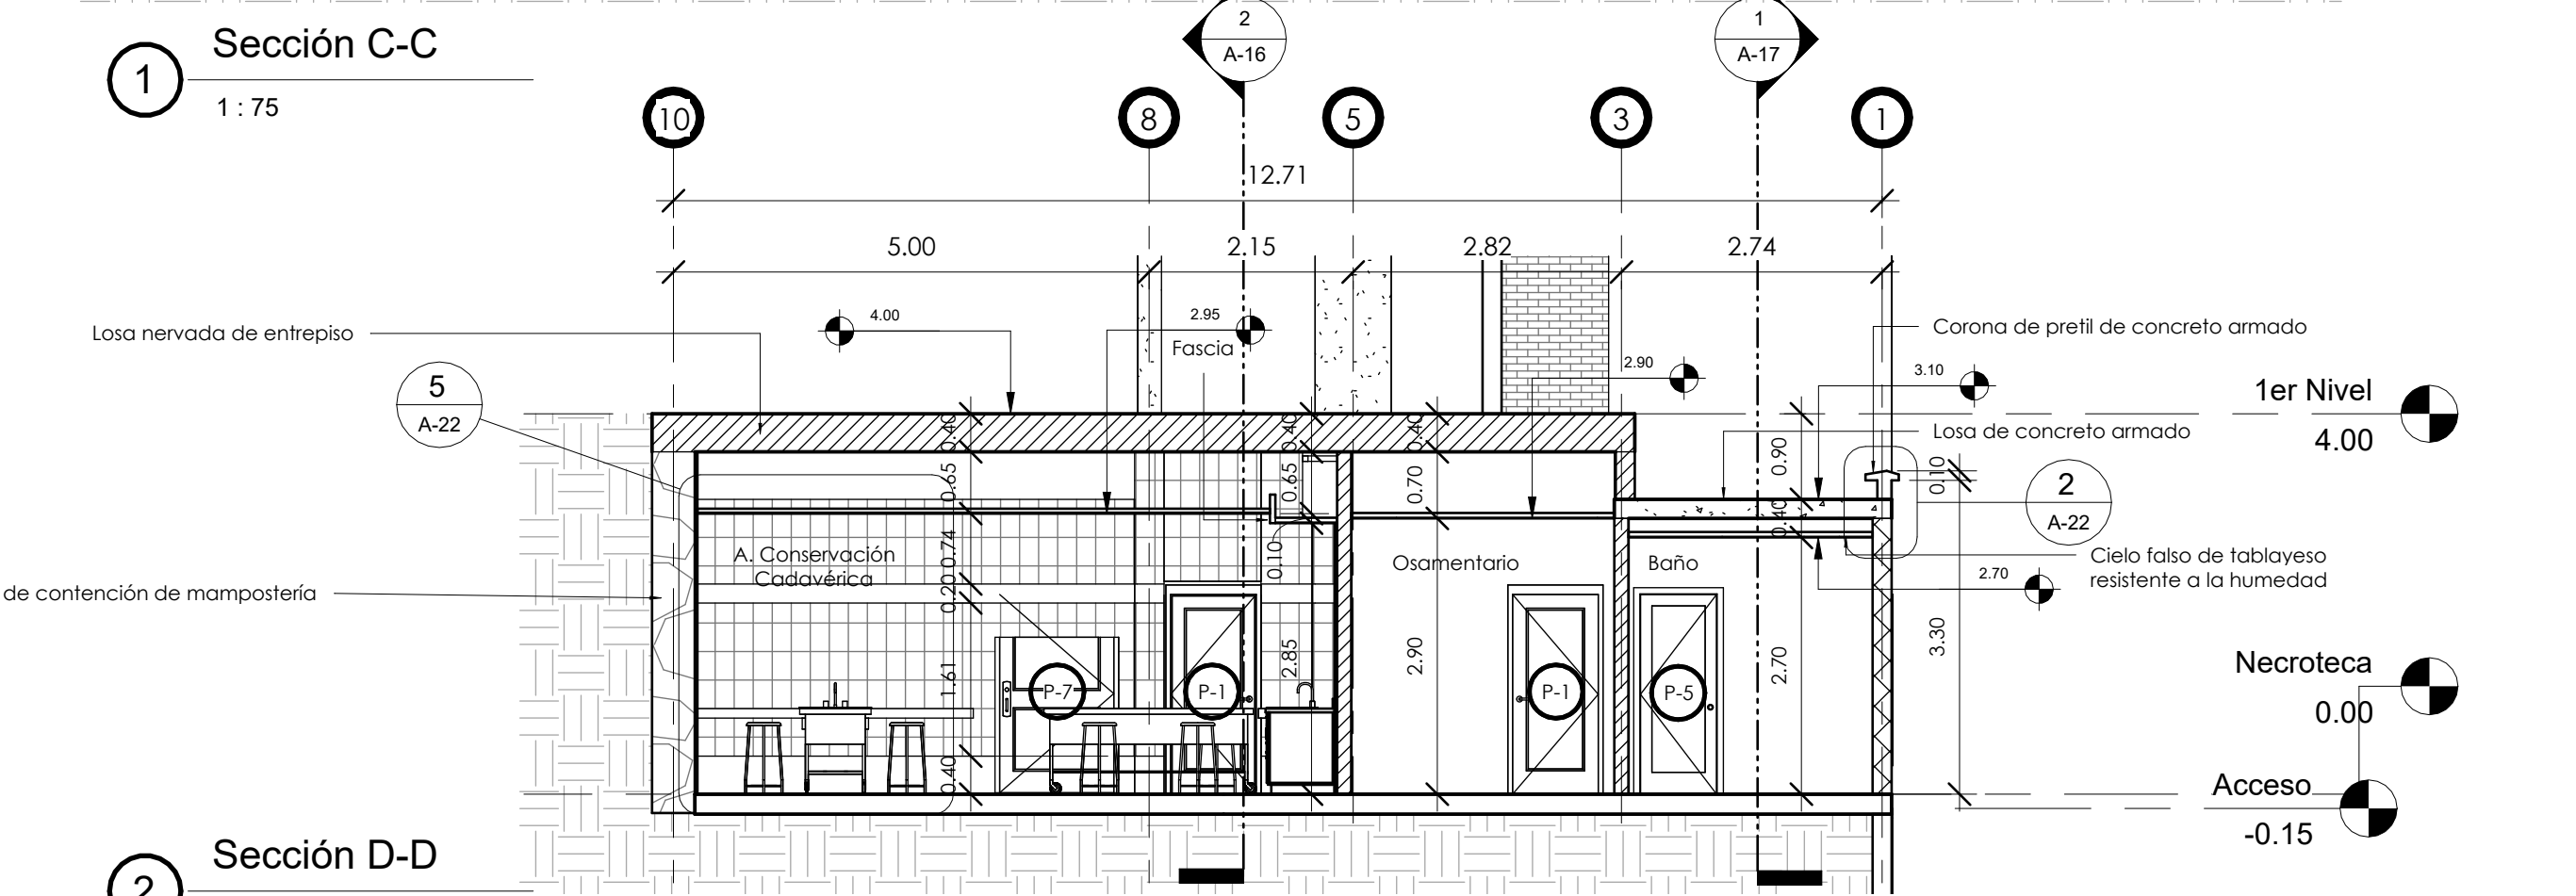 Sección C-C
1
1 : 75
2
A-16
1
A-17
10
8
5
3
1
12.71
5.00
2.15
2.82
2.74
Losa nervada de entrepiso
4.00
2.95
Fascia
2.90
3.10
Corona de pretil de concreto armado
5
A-22
1er Nivel
4.00
Losa de concreto armado
0.40
0.40
0.40
0.90
0.65
0.65
0.70
0.10
2
A-22
0.40
A. Conservación
Cadavérica
0.74
0.10
Osamentario
Baño
Cielo falso de tablayeso
resistente a la humedad
2.70
de contención de mampostería
0.20
1.61
2.85
2.90
2.70
3.30
P-7
P-1
P-1
P-5
Necroteca
0.00
0.40
Acceso
-0.15
Sección D-D
2